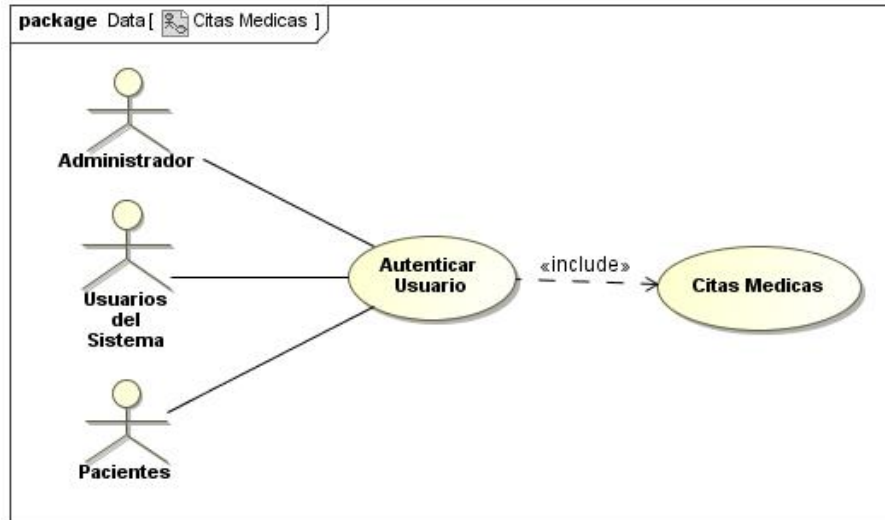 package Data [ Citas Medicas ]
Administrador
Usuarios
del
Sistema
Pacientes
Autenticar
Usuario
«include»
Citas Medicas